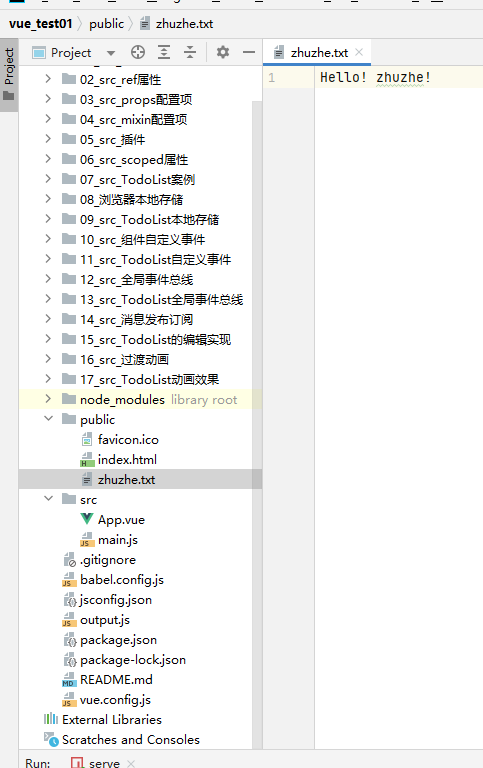 vue_test01 public zhuzhe.txt
Project
Project
zhuzhe.txt
1 Hello! zhuzhe!
02_src_ref属性
03_src_props配置项
04_src_mixin配置项
05_src_插件
06_src_scoped属性
07_src_TodoList案例
08_浏览器本地存储
09_src_TodoList本地存储
10_src_组件自定义事件
11_src_TodoList自定义事件
12_src_全局事件总线
13_src_TodoList全局事件总线
14_src_消息发布订阅
15_src_TodoList的编辑实现
16_src_过渡动画
17_src_TodoList动画效果
node_modules library root
public
favicon.ico
index.html
zhuzhe.txt
src
App.vue
main.js
.gitignore
babel.config.js
jsconfig.json
output.js
package.json
package-lock.json
README.md
vue.config.js
External Libraries
Scratches and Consoles
Run: serve